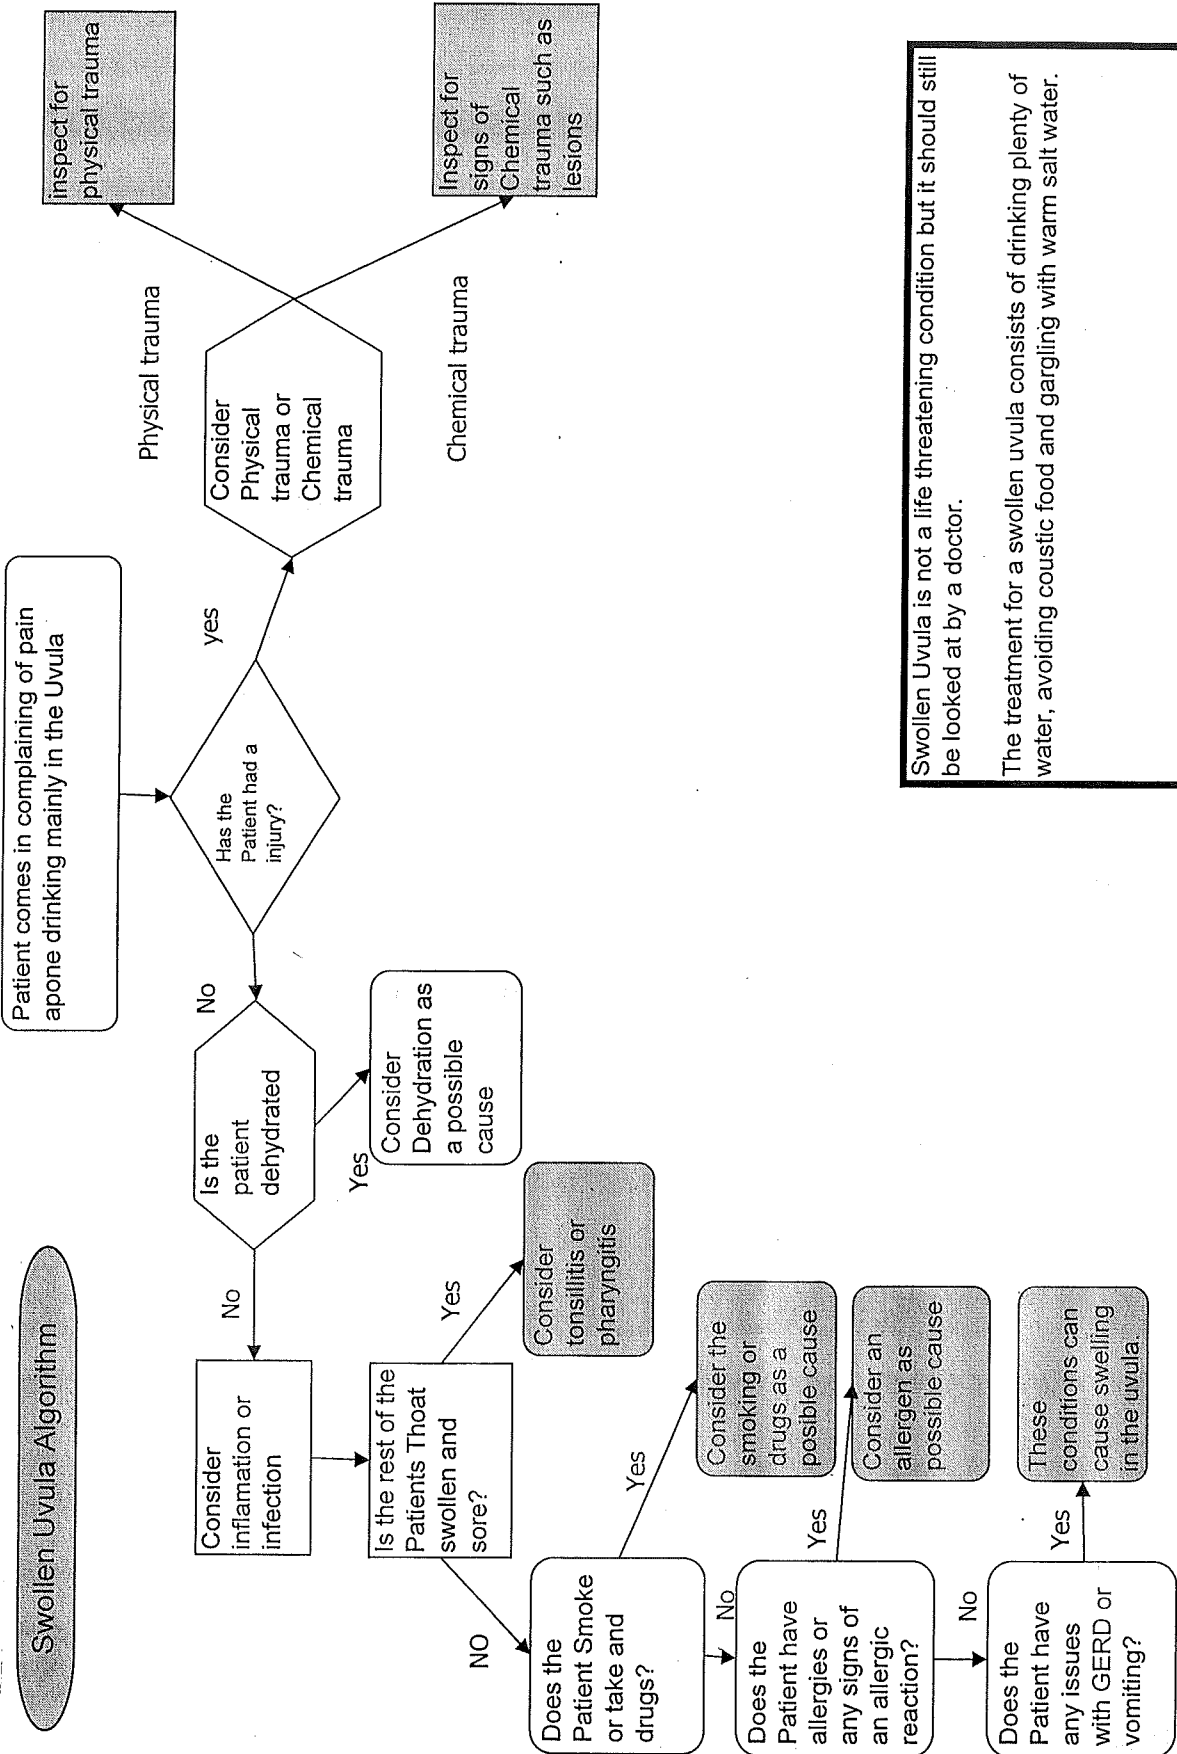 Swollen Uvula Algorithm
Patient comes in complaining of pain
apone drinking mainly in the Uvula
Has the
Patient had a
injury?
yes
Consider
Physical
trauma or
Chemical
trauma
Physical trauma
inspect for
physical trauma
Chemical trauma
Inspect for
signs of
Chemical
trauma such as
lesions
No
Is the
patient
dehydrated
Yes
Consider
Dehydration as
a possible
cause
No
Consider
inflamation or
infection
Is the rest of the
Patients Thoat
swollen and
sore?
Yes
Consider
tonsillitis or
pharyngitis
NO
Does the
Patient Smoke
or take and
drugs?
Yes
Consider the
smoking or
drugs as a
posible cause
No
Does the
Patient have
allergies or
any signs of
an allergic
reaction?
Yes
Consider an
allergen as
possible cause
No
Does the
Patient have
any issues
with GERD or
vomiting?
Yes
These
conditions can
cause swelling
in the uvula.
Swollen Uvula is not a life threatening condition but it should still
be looked at by a doctor.
The treatment for a swollen uvula consists of drinking plenty of
water, avoiding coustic food and gargling with warm salt water.